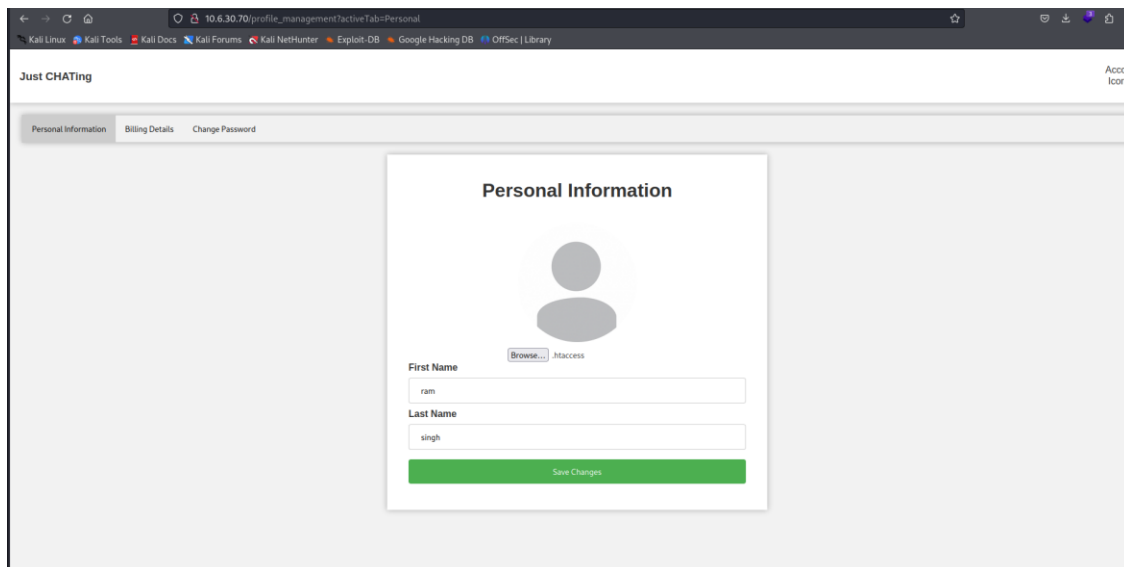 10.6.30.70/profile_management?activeTab=Personal
Kali Linux Kali Tools Kali Docs Kali Forums Kali NetHunter Exploit-DB Google Hacking DB OffSec | Library
Just CHATing
Acco
Icon
Personal Information Billing Details Change Password
Personal Information
Browse... .htaccess
First Name
ram
Last Name
singh
Save Changes